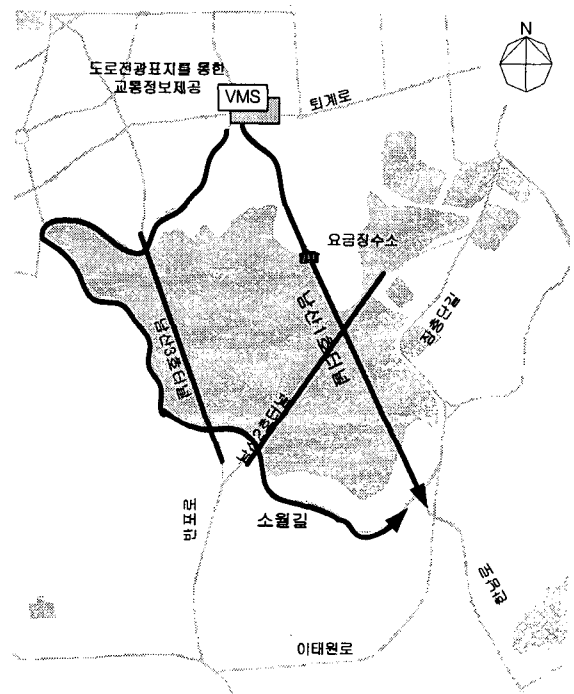 N
도로전광표지를 통한
교통정보제공
VMS
퇴계로
요금징수소
남산1호터널
남산3호터널
남산2호터널
장충단길
반포로
소월길
이태원로